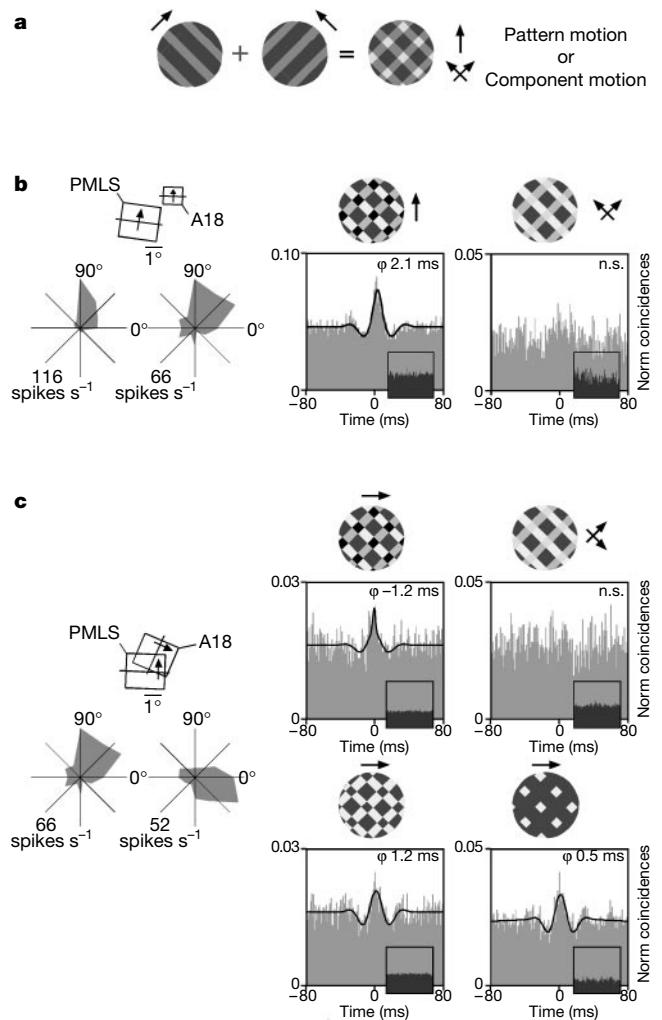 a
+
=
Pattern motion
or
Component motion
b
PMLS
A18
1°
90°
90°
0°
0°
116
spikes s⁻¹
66
spikes s⁻¹
0.10
φ 2.1 ms
0
−80
0
80
Time (ms)
0.05
n.s.
0
−80
0
80
Time (ms)
Norm coincidences
c
PMLS
A18
1°
90°
90°
0°
0°
66
spikes s⁻¹
52
spikes s⁻¹
0.03
φ −1.2 ms
0
−80
0
80
Time (ms)
0.05
n.s.
0
−80
0
80
Time (ms)
Norm coincidences
0.03
φ 1.2 ms
0
−80
0
80
Time (ms)
0.05
φ 0.5 ms
0
−80
0
80
Time (ms)
Norm coincidences